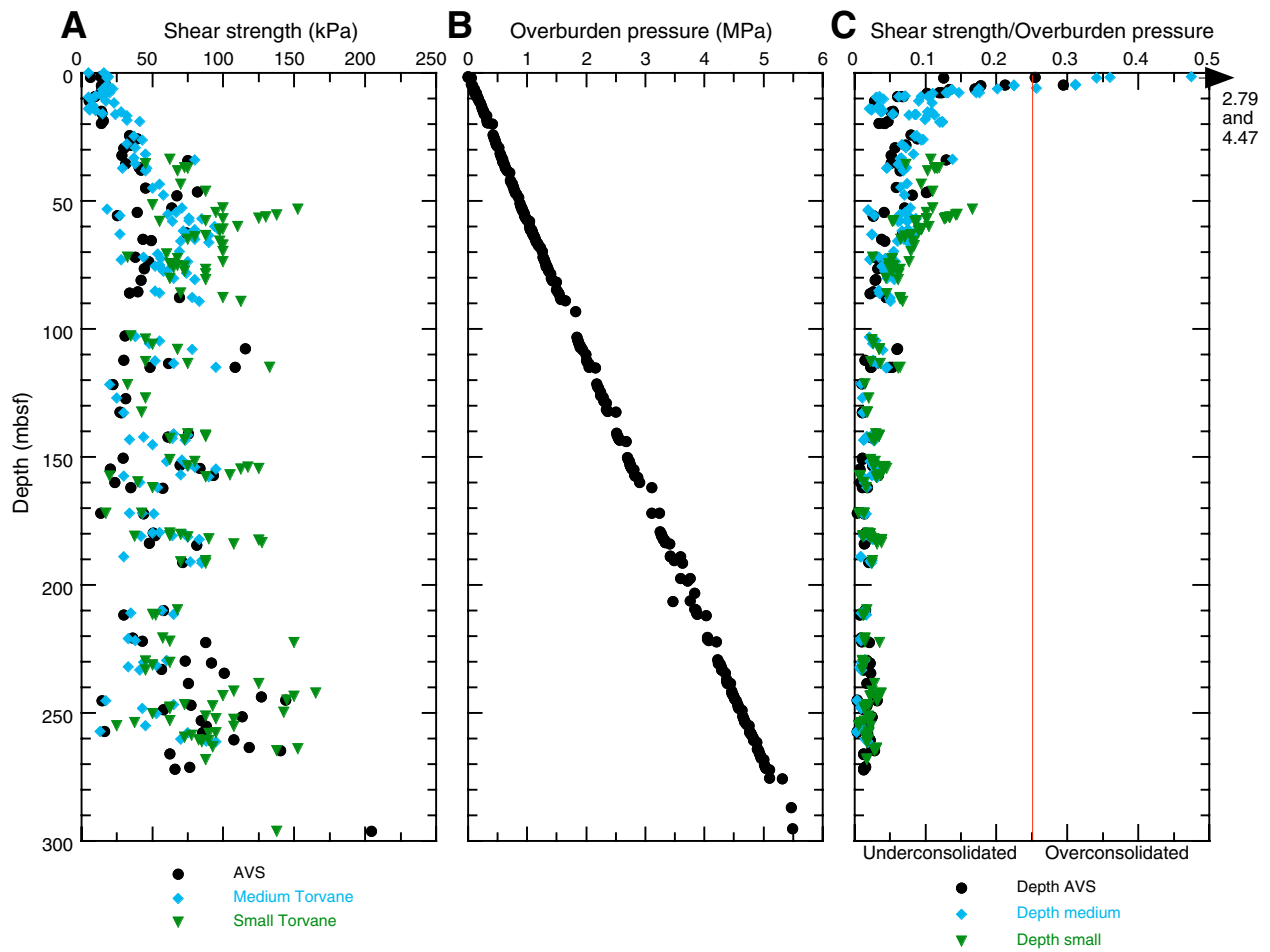 A Shear strength (kPa)
0 50 100 150 200 250
B Overburden pressure (MPa)
0 1 2 3 4 5 6
C Shear strength/Overburden pressure
0 0.1 0.2 0.3 0.4 0.5
2.79
and
4.47
Depth (mbsf)
0
50
100
150
200
250
300
Underconsolidated Overconsolidated
AVS
Medium Torvane
Small Torvane
Depth AVS
Depth medium
Depth small